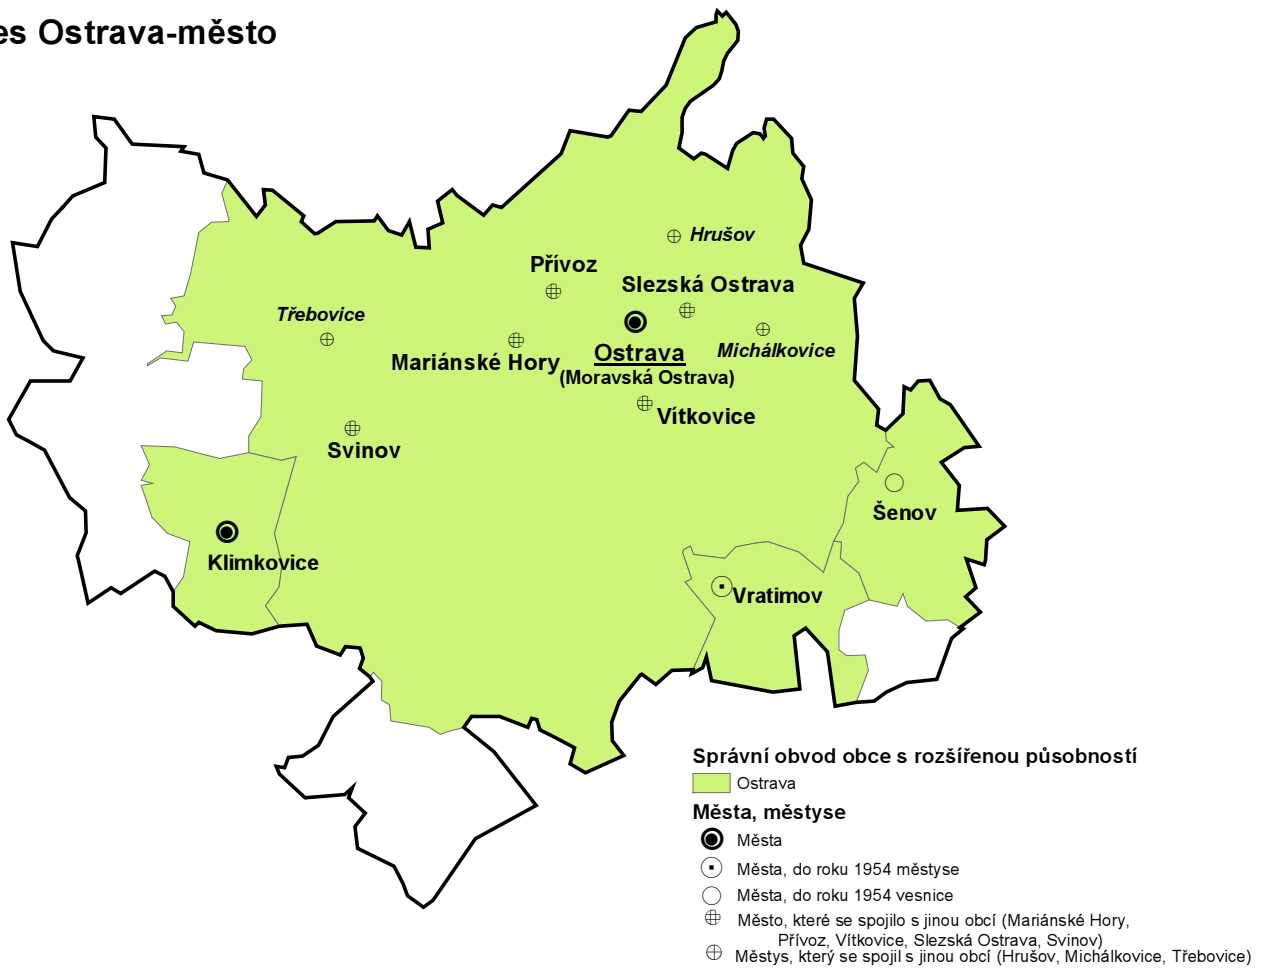 es Ostrava-město
Hrušov
Přívoz
Slezská Ostrava
Třebovice
Mariánské Hory
Ostrava
(Moravská Ostrava)
Michálkovice
Vítkovice
Svinov
Šenov
Klimkovice
Vratimov
Správní obvod obce s rozšířenou působností
Ostrava
Města, městyse
Města
Města, do roku 1954 městyse
Města, do roku 1954 vesnice
Město, které se spojilo s jinou obcí (Mariánské Hory,
Přívoz, Vítkovice, Slezská Ostrava, Svinov)
Městys, který se spojil s jinou obcí (Hrušov, Michálkovice, Třebovice)